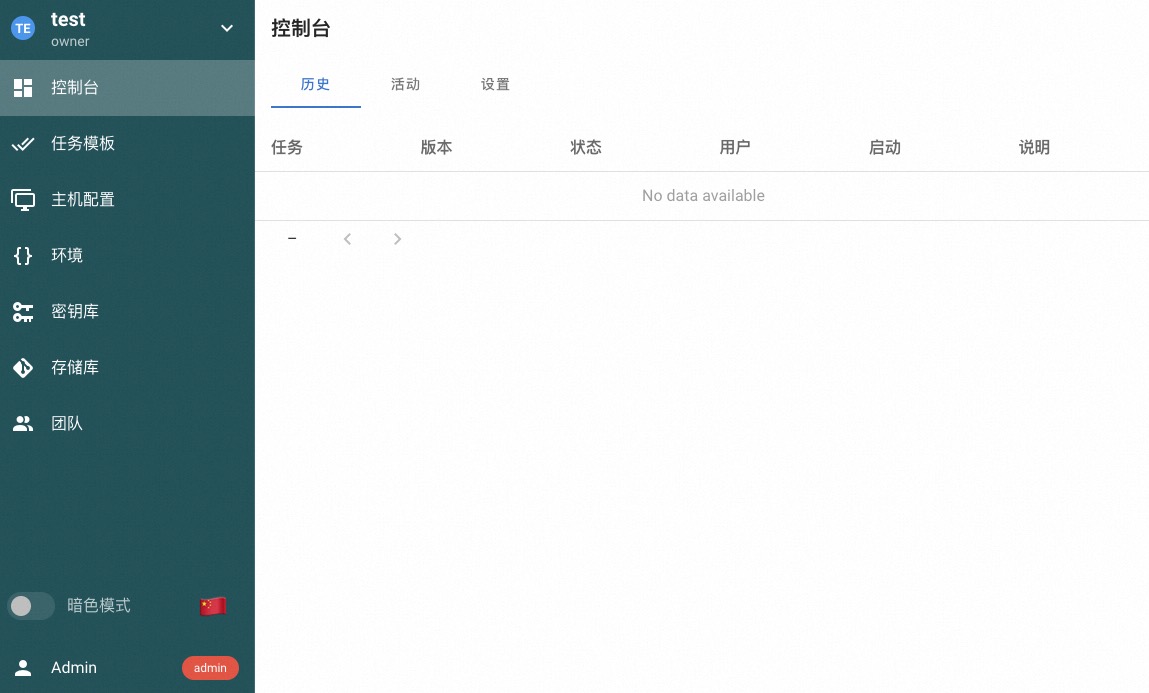 TE
test
owner
控制台
任务模板
主机配置
环境
密钥库
存储库
团队
暗色模式
Admin
admin
控制台
历史 活动 设置
任务 版本 状态 用户 启动 说明
No data available
–